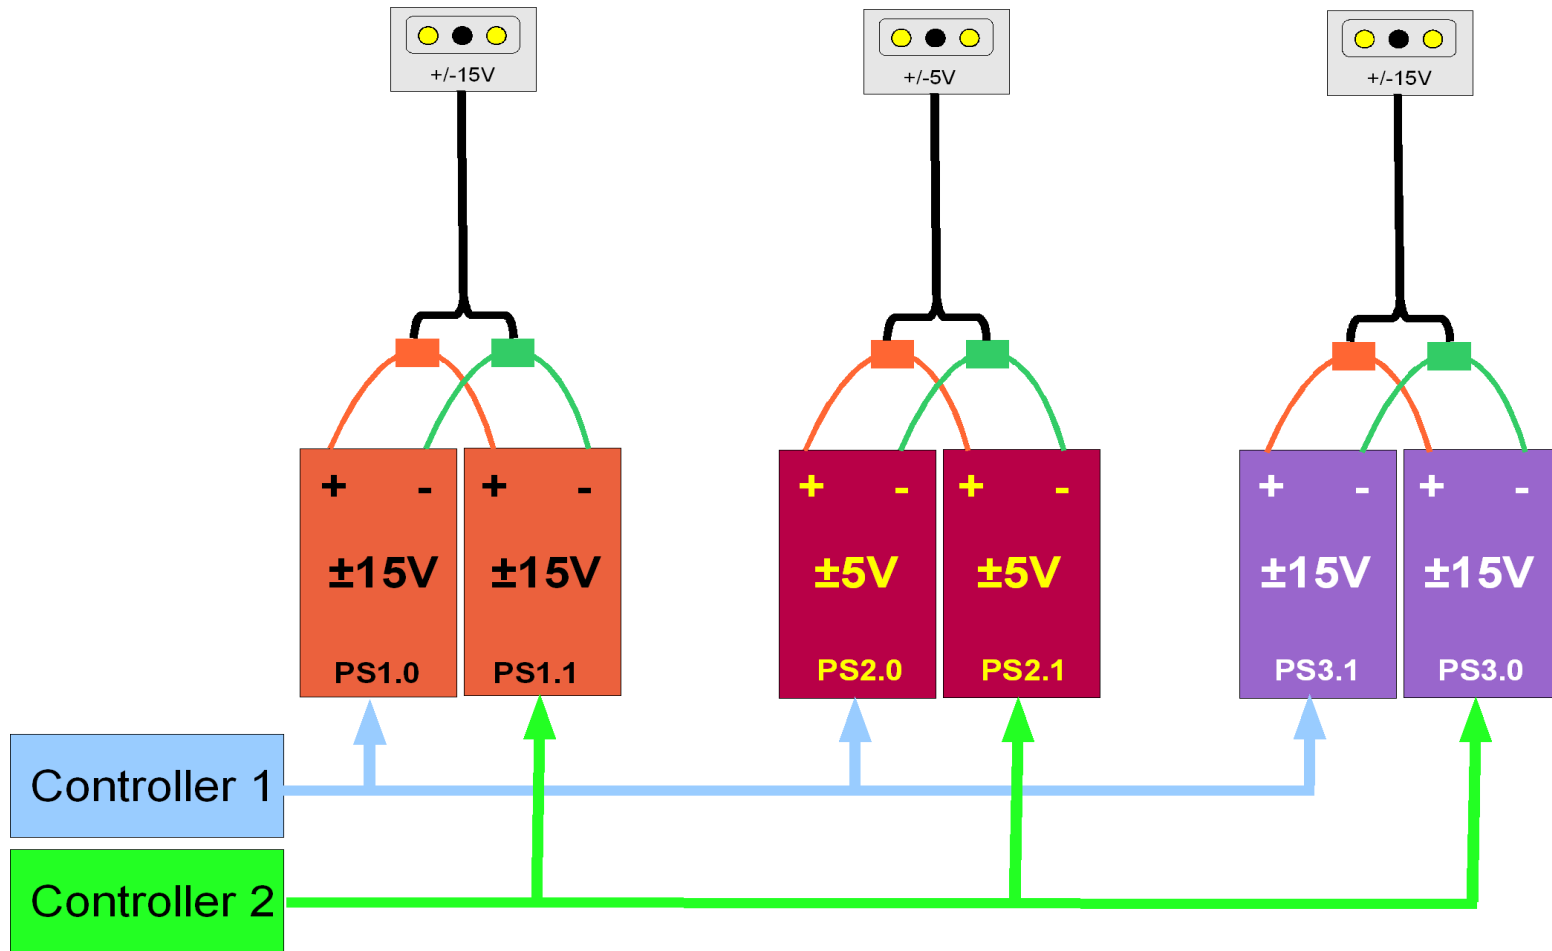 +/-15V
+/-5V
+/-15V
+ - + -
±15V ±15V
PS1.0 PS1.1
+ - + -
±5V ±5V
PS2.0 PS2.1
+ - + -
±15V ±15V
PS3.1 PS3.0
Controller 1
Controller 2